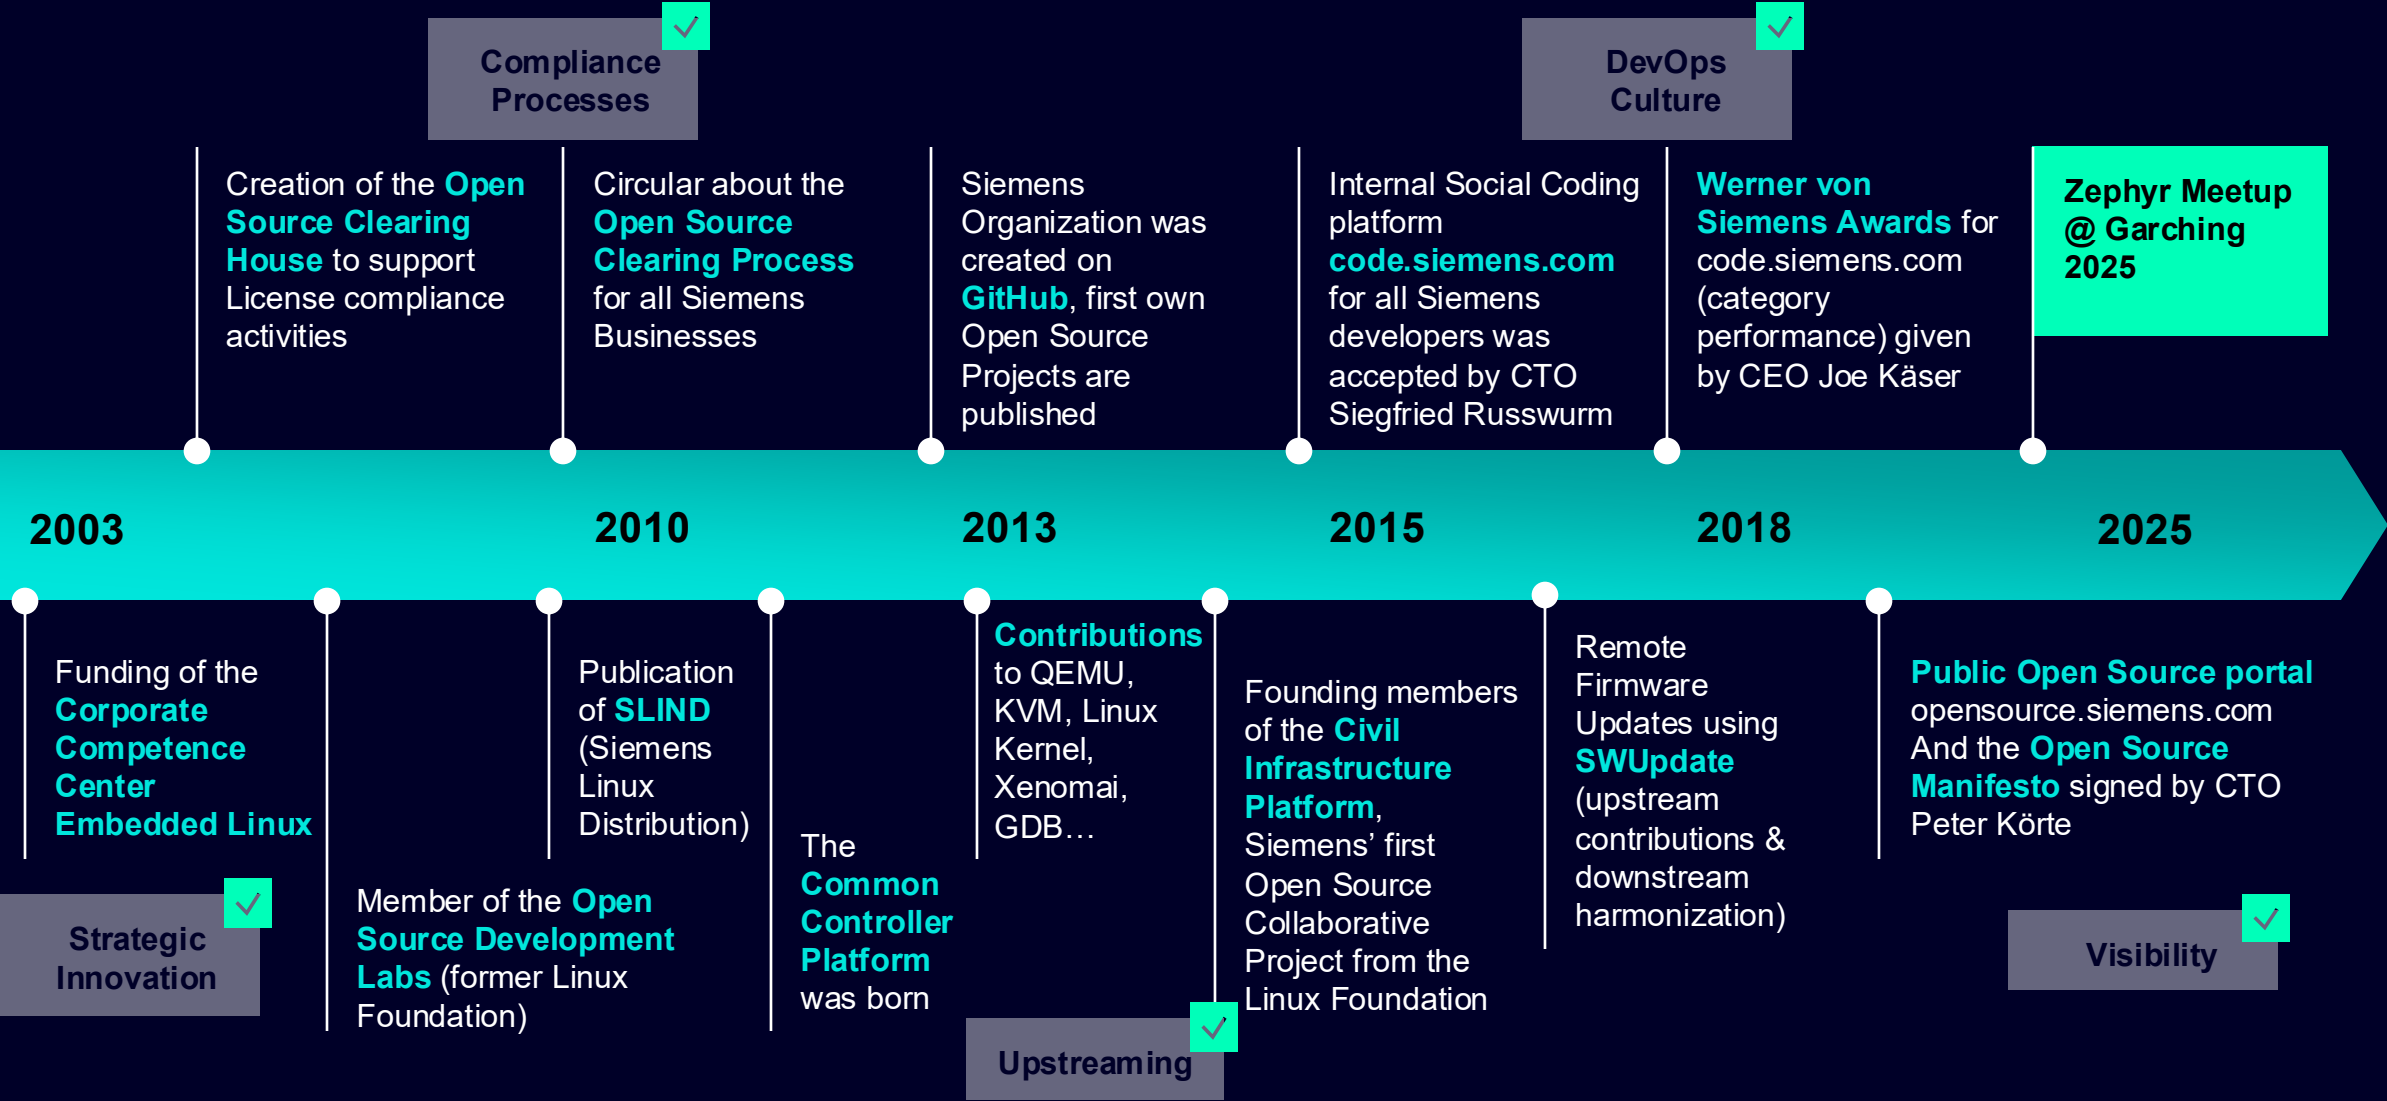 Compliance
Processes
DevOps
Culture
Creation of the Open
Source Clearing
House to support
License compliance
activities
Circular about the
Open Source
Clearing Process
for all Siemens
Businesses
Siemens
Organization was
created on
GitHub, first own
Open Source
Projects are
published
Internal Social Coding
platform
code.siemens.com
for all Siemens
developers was
accepted by CTO
Siegfried Russwurm
Werner von
Siemens Awards for
code.siemens.com
(category
performance) given
by CEO Joe Käser
Zephyr Meetup
@ Garching
2025
2003
2010
2013
2015
2018
2025
Funding of the
Corporate
Competence
Center
Embedded Linux
Strategic
Innovation
Member of the Open
Source Development
Labs (former Linux
Foundation)
Publication
of SLIND
(Siemens
Linux
Distribution)
The
Common
Controller
Platform
was born
Contributions
to QEMU,
KVM, Linux
Kernel,
Xenomai,
GDB…
Upstreaming
Founding members
of the Civil
Infrastructure
Platform,
Siemens’ first
Open Source
Collaborative
Project from the
Linux Foundation
Remote
Firmware
Updates using
SWUpdate
(upstream
contributions &
downstream
harmonization)
Public Open Source portal
opensource.siemens.com
And the Open Source
Manifesto signed by CTO
Peter Körte
Visibility